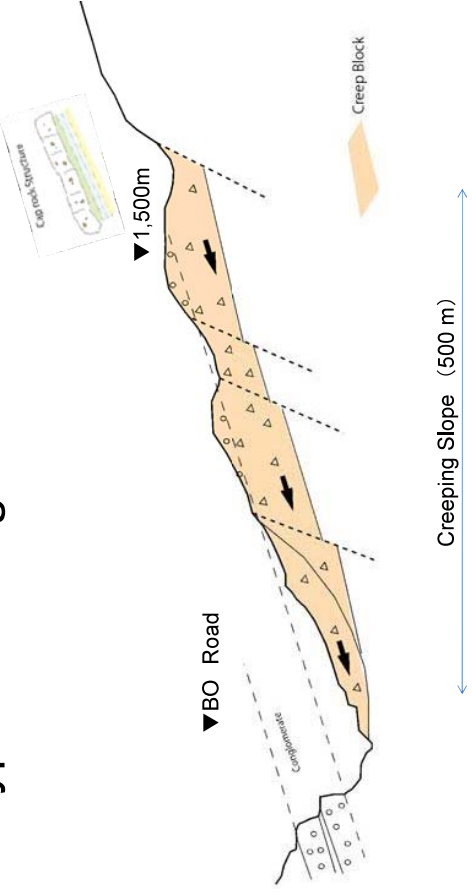 Cap rock Structure
▼1,500m
Creep Block
▼BO Road
Conglomerate
Creeping Slope (500 m)